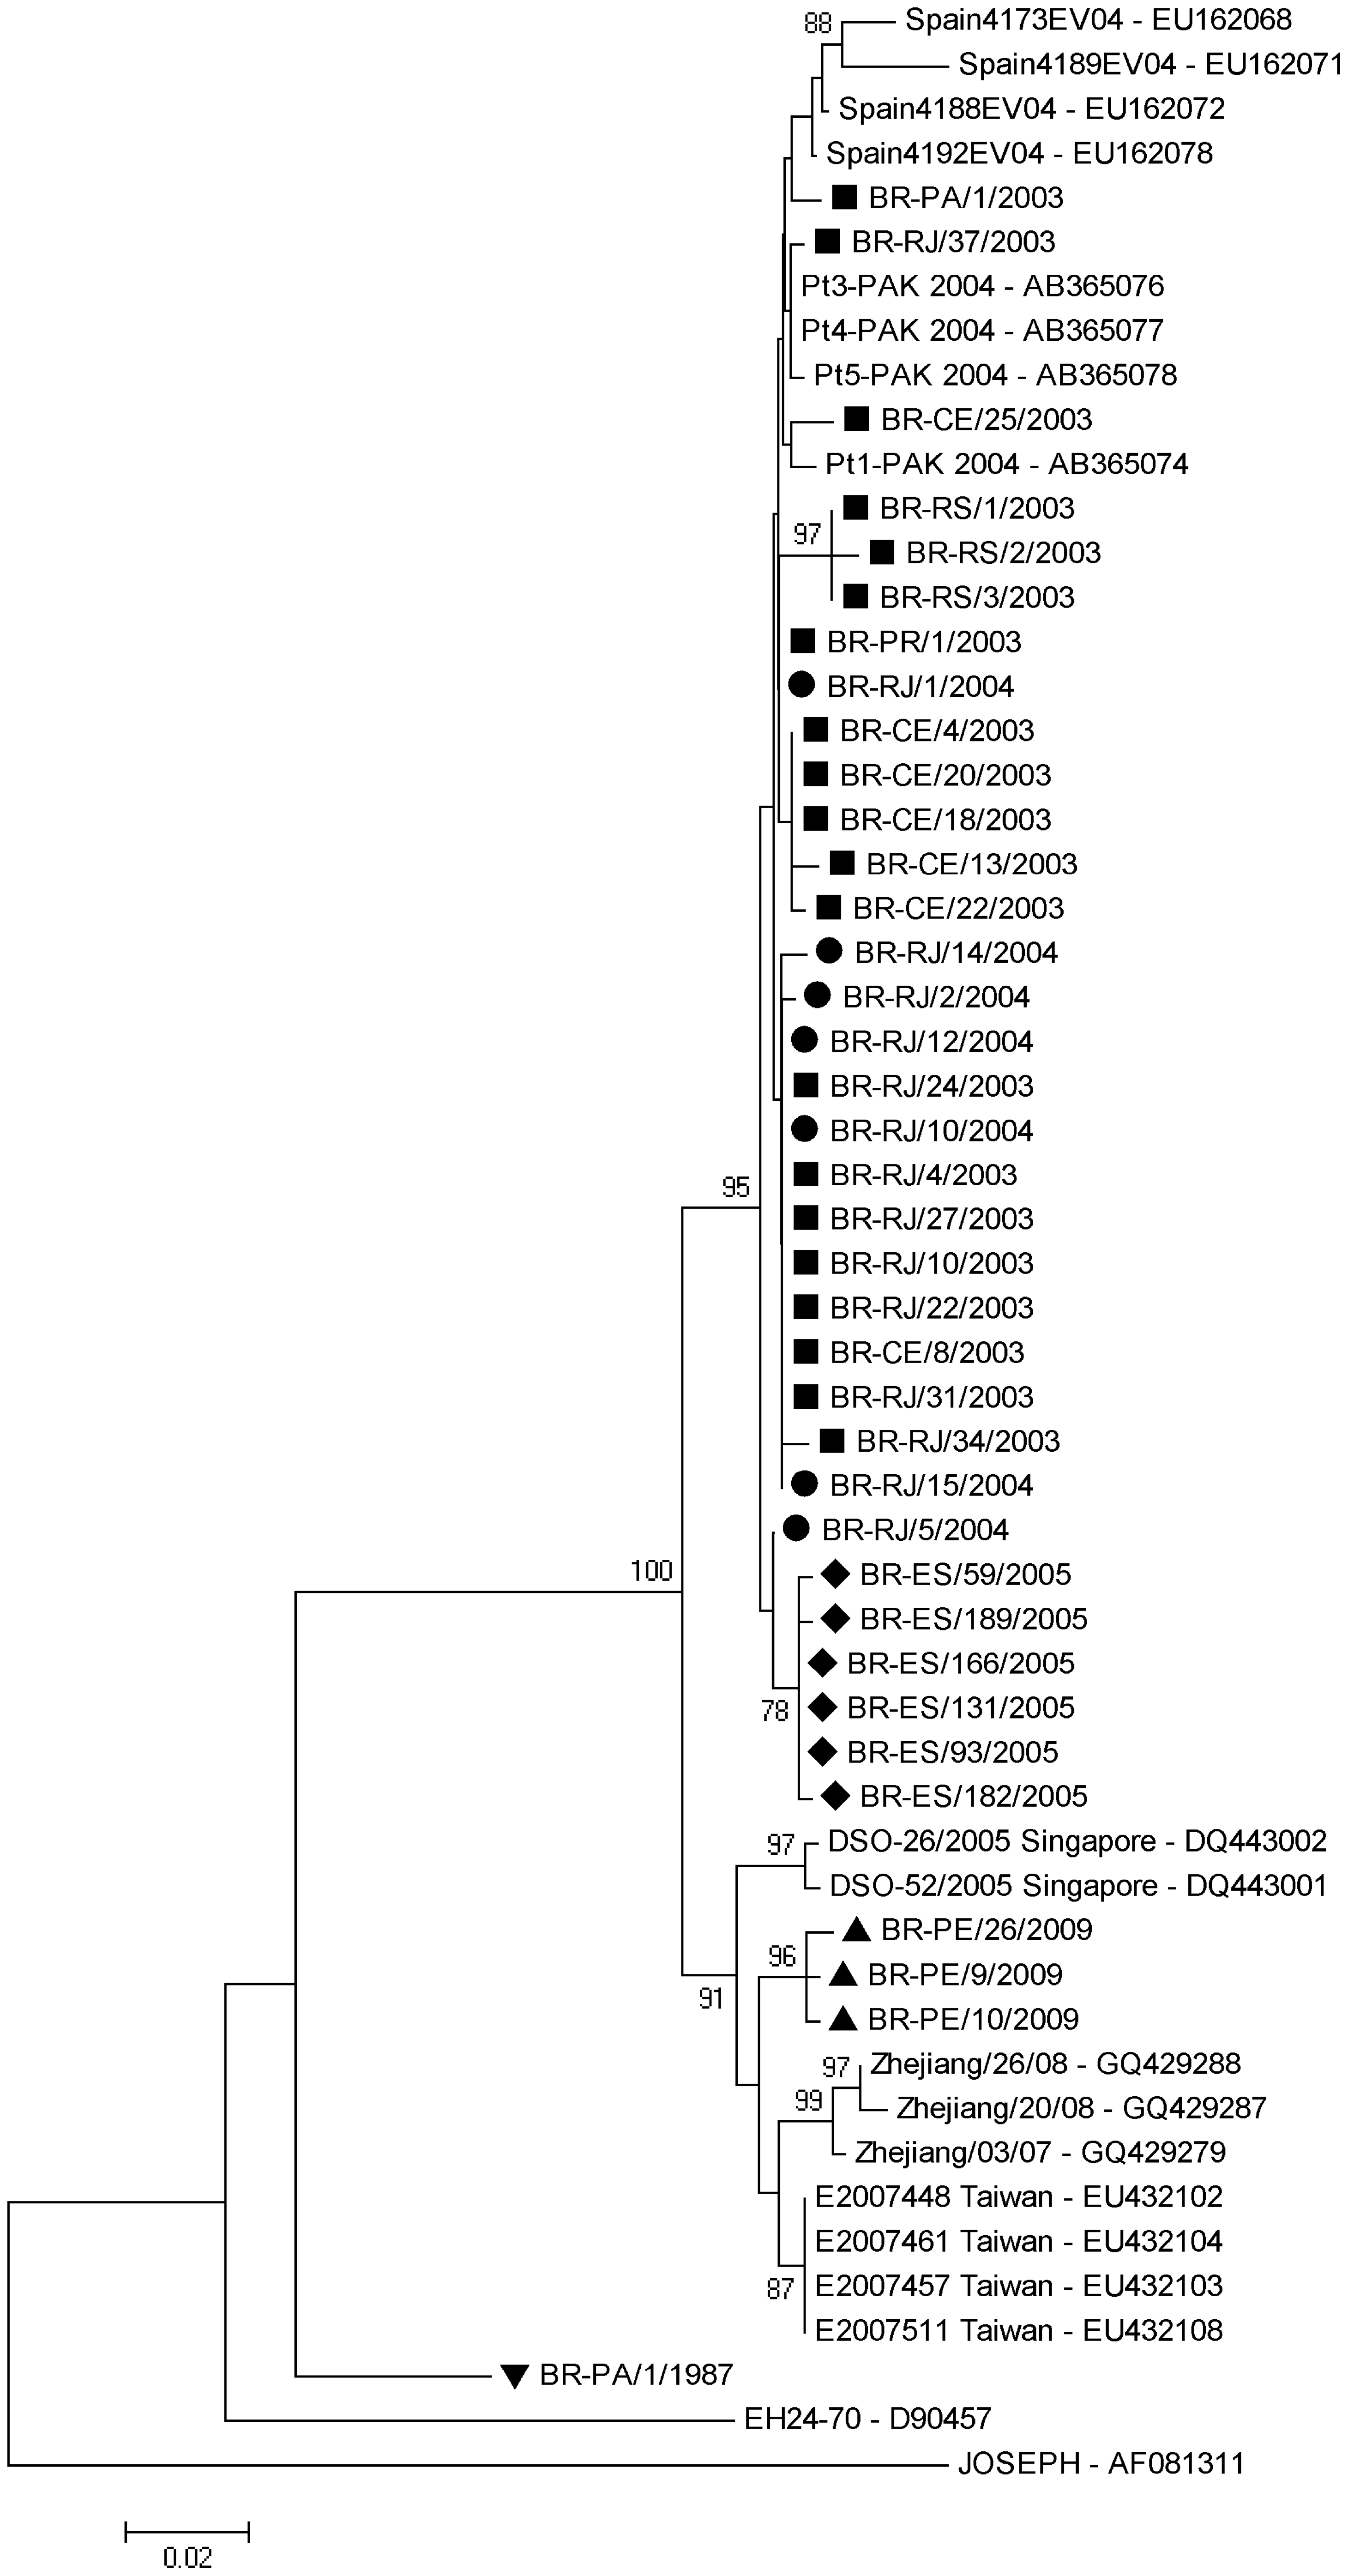 88
Spain4173EV04 - EU162068
Spain4189EV04 - EU162071
Spain4188EV04 - EU162072
Spain4192EV04 - EU162078
BR-PA/1/2003
BR-RJ/37/2003
Pt3-PAK 2004 - AB365076
Pt4-PAK 2004 - AB365077
Pt5-PAK 2004 - AB365078
BR-CE/25/2003
Pt1-PAK 2004 - AB365074
BR-RS/1/2003
97
BR-RS/2/2003
BR-RS/3/2003
BR-PR/1/2003
BR-RJ/1/2004
BR-CE/4/2003
BR-CE/20/2003
BR-CE/18/2003
BR-CE/13/2003
BR-CE/22/2003
BR-RJ/14/2004
BR-RJ/2/2004
BR-RJ/12/2004
BR-RJ/24/2003
BR-RJ/10/2004
BR-RJ/4/2003
95
BR-RJ/27/2003
BR-RJ/10/2003
BR-RJ/22/2003
BR-CE/8/2003
BR-RJ/31/2003
BR-RJ/34/2003
BR-RJ/15/2004
BR-RJ/5/2004
100
BR-ES/59/2005
BR-ES/189/2005
BR-ES/166/2005
BR-ES/131/2005
78
BR-ES/93/2005
BR-ES/182/2005
97
DSO-26/2005 Singapore - DQ443002
DSO-52/2005 Singapore - DQ443001
BR-PE/26/2009
96
BR-PE/9/2009
91
BR-PE/10/2009
97
Zhejiang/26/08 - GQ429288
99
Zhejiang/20/08 - GQ429287
Zhejiang/03/07 - GQ429279
E2007448 Taiwan - EU432102
E2007461 Taiwan - EU432104
87
E2007457 Taiwan - EU432103
E2007511 Taiwan - EU432108
BR-PA/1/1987
EH24-70 - D90457
JOSEPH - AF081311
0.02